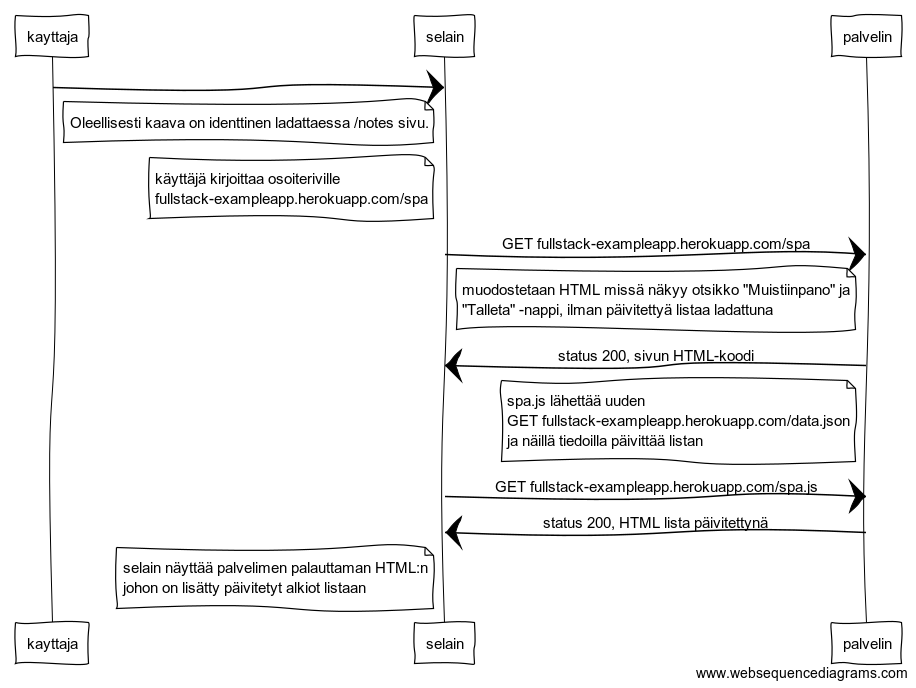 kayttaja
selain
palvelin
Oleellisesti kaava on identtinen ladattaessa /notes sivu.
käyttäjä kirjoittaa osoiteriville
fullstack-exampleapp.herokuapp.com/spa
GET fullstack-exampleapp.herokuapp.com/spa
muodostetaan HTML missä näkyy otsikko "Muistiinpano" ja
"Talleta" -nappi, ilman päivitettyä listaa ladattuna
status 200, sivun HTML-koodi
spa.js lähettää uuden
GET fullstack-exampleapp.herokuapp.com/data.json
ja näillä tiedoilla päivittää listan
GET fullstack-exampleapp.herokuapp.com/spa.js
status 200, HTML lista päivitettynä
selain näyttää palvelimen palauttaman HTML:n
johon on lisätty päivitetyt alkiot listaan
kayttaja
selain
palvelin
www.websequencediagrams.com